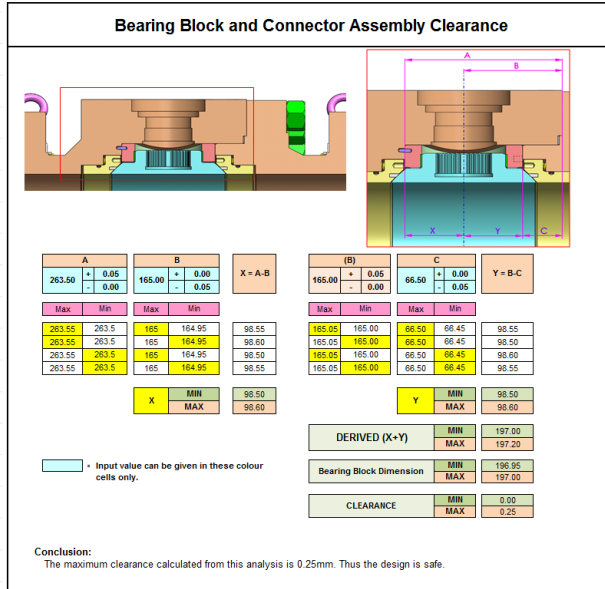 Bearing Block and Connector Assembly Clearance
A
B
X
Y
C
A B X = A-B (B) C Y = B-C
263.50 + 0.05 165.00 + 0.00 165.00 + 0.05 66.50 + 0.00
- 0.00 - 0.05 - 0.00 - 0.05
Max Min Max Min Max Min Max Min
263.55 263.5 165 164.95 98.55 165.05 165.00 66.50 66.45 98.55
263.55 263.5 165 164.95 98.60 165.05 165.00 66.50 66.45 98.50
263.55 263.5 165 164.95 98.50 165.05 165.00 66.50 66.45 98.60
263.55 263.5 165 164.95 98.55 165.05 165.00 66.50 66.45 98.55
X MIN 98.50 Y MIN 98.50
MAX 98.60 MAX 98.60
DERIVED (X+Y) MIN 197.00
MAX 197.20
- Input value can be given in these colour
cells only.
Bearing Block Dimension MIN 196.95
MAX 197.00
CLEARANCE MIN 0.00
MAX 0.25
Conclusion:
The maximum clearance calculated from this analysis is 0.25mm. Thus the design is safe.